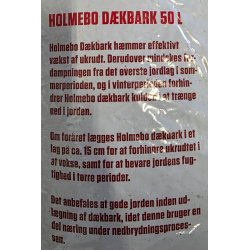 HOLMEBO DÆKBARK 50 L
Holmebo Dækbark hæmmer effektivt
vækst af ukrudt. Derudover mindskes for-
dampningen fra det øverste jordlag i som-
merperioden, og i vinterperioden forhin-
drer Holmebo Dækbark kulden i at trænge
ned i jorden.
Om foråret lægges Holmebo Dækbark i et
lag på ca. 15 cm for at forhindre ukrudtet i
at vokse, samt for at bevare jordens fug-
tighed i tørre perioder.
Det anbefales at gøde jorden inden ud-
lægning af dækbark, idet denne bruger en
del næring under nedbrydningsproces-
sen.